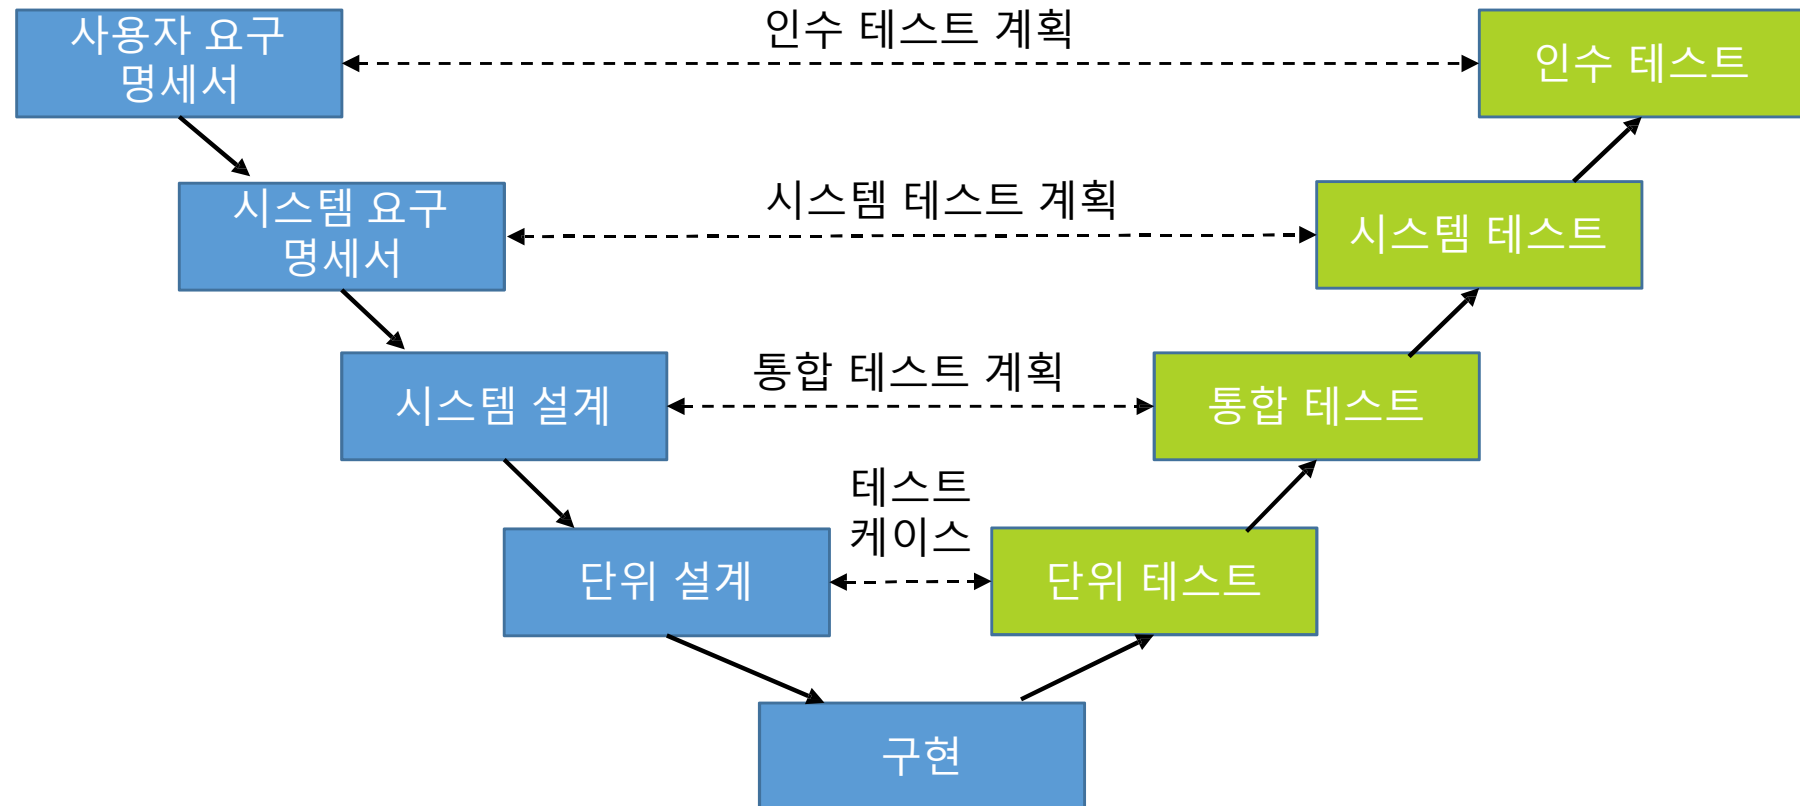 사용자 요구
명세서
인수 테스트 계획
인수 테스트
시스템 요구
명세서
시스템 테스트 계획
시스템 테스트
시스템 설계
통합 테스트 계획
통합 테스트
단위 설계
테스트
케이스
단위 테스트
구현